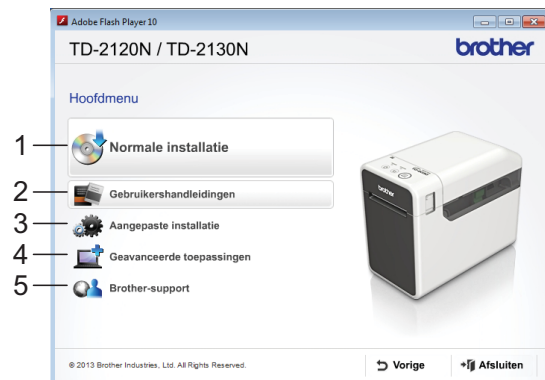 Adobe Flash Player 10
TD-2120N / TD-2130N
brother
Hoofdmenu
1 Normale installatie
2 Gebruikershandleidingen
3 Aangepaste installatie
4 Geavanceerde toepassingen
5 Brother-support
brother
© 2013 Brother Industries, Ltd. All Rights Reserved.
Vorige
Afsluiten